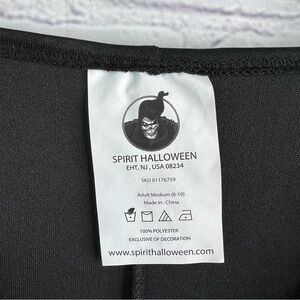 SPIRIT HALLOWEEN
EHT, NJ, USA 08234
SKU 01176759
Adult Medium (8-10)
Made in: China
100% POLYESTER
EXCLUSIVE OF DECORATION
www.spirithalloween.com